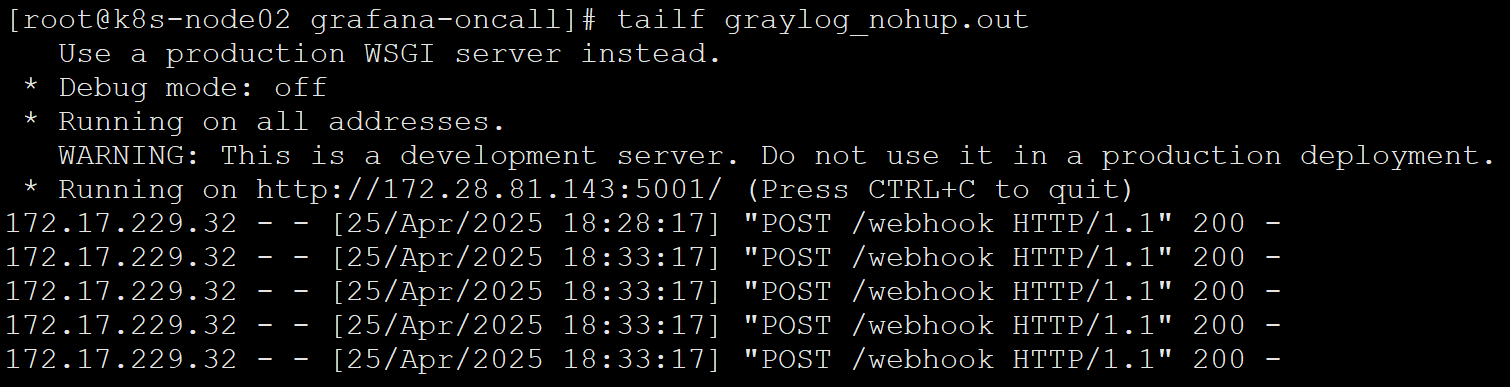 [root@k8s-node02 grafana-oncall]# tailf graylog_nohup.out
   Use a production WSGI server instead.
 * Debug mode: off
 * Running on all addresses.
   WARNING: This is a development server. Do not use it in a production deployment.
 * Running on http://172.28.81.143:5001/ (Press CTRL+C to quit)
172.17.229.32 - - [25/Apr/2025 18:28:17] "POST /webhook HTTP/1.1" 200 -
172.17.229.32 - - [25/Apr/2025 18:33:17] "POST /webhook HTTP/1.1" 200 -
172.17.229.32 - - [25/Apr/2025 18:33:17] "POST /webhook HTTP/1.1" 200 -
172.17.229.32 - - [25/Apr/2025 18:33:17] "POST /webhook HTTP/1.1" 200 -
172.17.229.32 - - [25/Apr/2025 18:33:17] "POST /webhook HTTP/1.1" 200 -